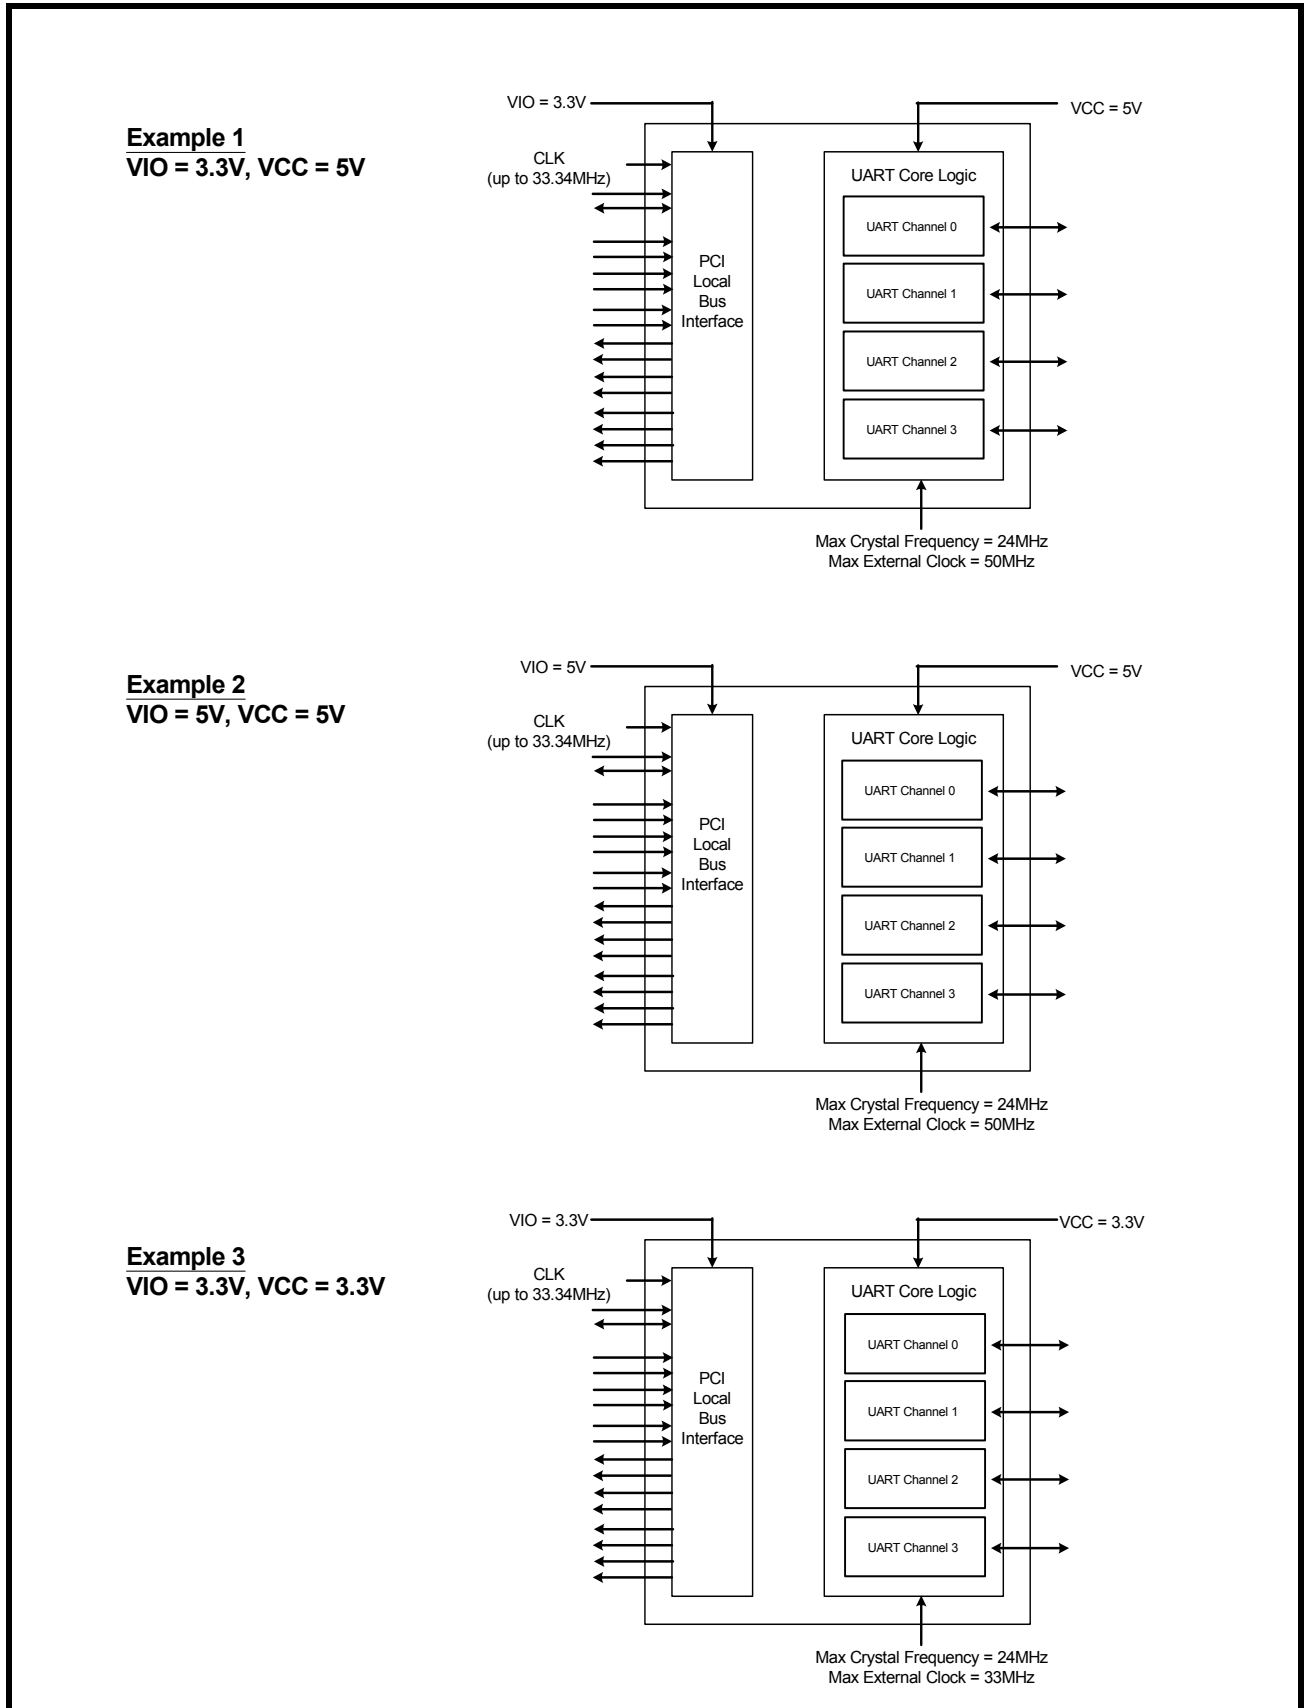 Example 1
VIO = 3.3V, VCC = 5V
VIO = 3.3V
VCC = 5V
CLK
(up to 33.34MHz)
PCI
Local
Bus
Interface
UART Core Logic
UART Channel 0
UART Channel 1
UART Channel 2
UART Channel 3
Max Crystal Frequency = 24MHz
Max External Clock = 50MHz
Example 2
VIO = 5V, VCC = 5V
VIO = 5V
VCC = 5V
CLK
(up to 33.34MHz)
PCI
Local
Bus
Interface
UART Core Logic
UART Channel 0
UART Channel 1
UART Channel 2
UART Channel 3
Max Crystal Frequency = 24MHz
Max External Clock = 50MHz
Example 3
VIO = 3.3V, VCC = 3.3V
VIO = 3.3V
VCC = 3.3V
CLK
(up to 33.34MHz)
PCI
Local
Bus
Interface
UART Core Logic
UART Channel 0
UART Channel 1
UART Channel 2
UART Channel 3
Max Crystal Frequency = 24MHz
Max External Clock = 33MHz